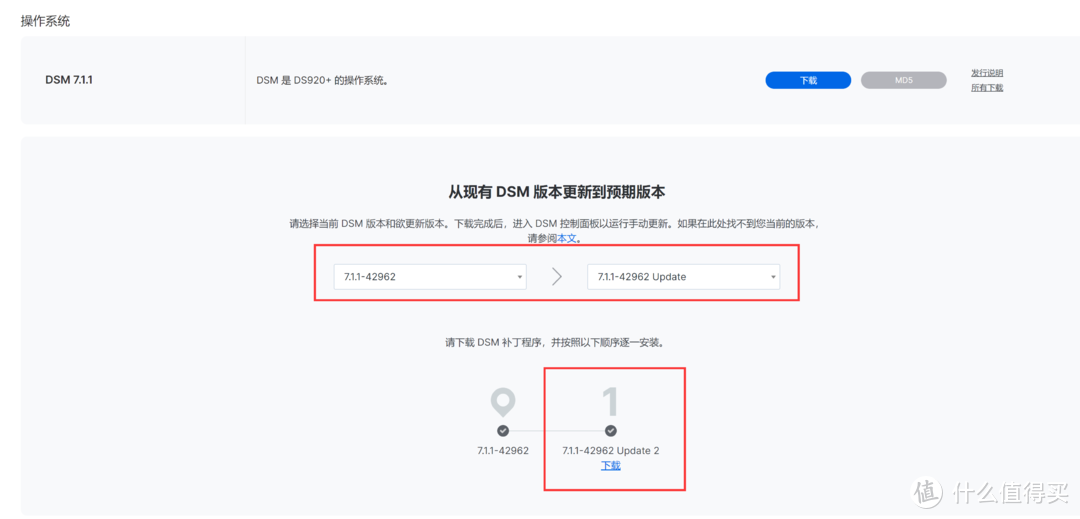 操作系统
DSM 7.1.1
DSM 是 DS920+ 的操作系统。
下载
MD5
发行说明
所有下载
从现有 DSM 版本更新到预期版本
请选择当前 DSM 版本和欲更新版本。下载完成后，进入 DSM 控制面板以运行手动更新。如果在此处找不到您当前的版本，
请参阅本文。
7.1.1-42962
7.1.1-42962 Update
请下载 DSM 补丁程序，并按照以下顺序逐一安装。
1
7.1.1-42962
7.1.1-42962 Update 2
下载
值 什么值得买